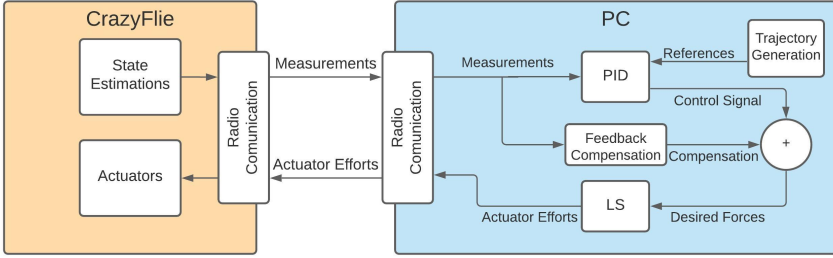 CrazyFlie
PC
State
Estimations
Actuators
Radio
Comunication
Measurements
Actuator Efforts
Radio
Comunication
Measurements
PID
References
Trajectory
Generation
Control Signal
Feedback
Compensation
Compensation
+
LS
Actuator Efforts
Desired Forces